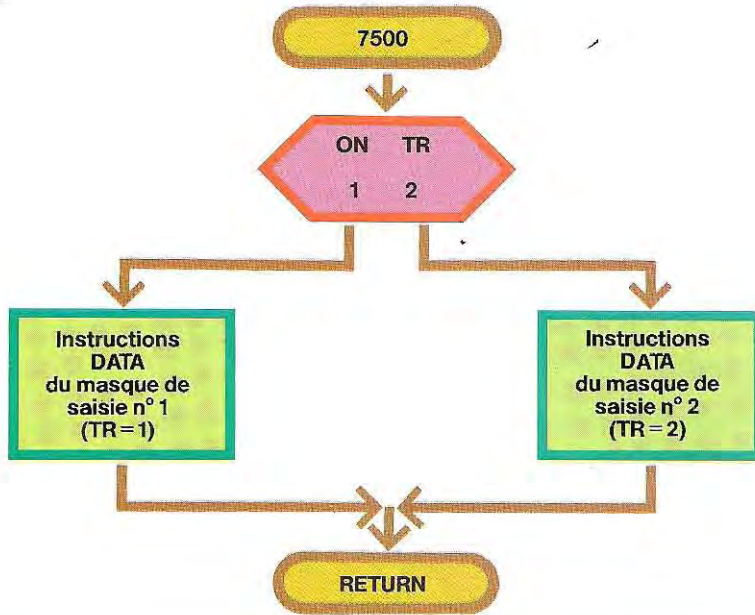 7500
ON TR
1 2
Instructions
DATA
du masque de
saisie n° 1
(TR = 1)
Instructions
DATA
du masque de
saisie n° 2
(TR = 2)
RETURN